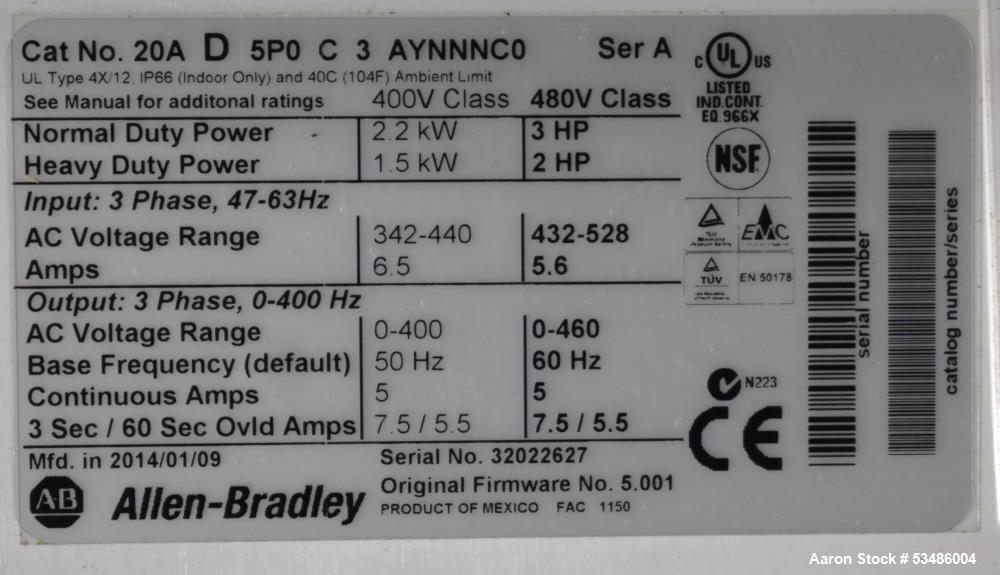 Cat No. 20A D 5P0 C 3 AYNNNC0 Ser A
UL Type 4X/12, IP66 (Indoor Only) and 40C (104F) Ambient Limit
See Manual for additonal ratings 400V Class 480V Class
Normal Duty Power 2.2 kW 3 HP
Heavy Duty Power 1.5 kW 2 HP
Input: 3 Phase, 47-63Hz
AC Voltage Range 342-440 432-528
Amps 6.5 5.6
Output: 3 Phase, 0-400 Hz
AC Voltage Range 0-400 0-460
Base Frequency (default) 50 Hz 60 Hz
Continuous Amps 5 5
3 Sec / 60 Sec Ovld Amps 7.5 / 5.5 7.5 / 5.5
Mfd. in 2014/01/09 Serial No. 32022627
Original Firmware No. 5.001
AB Allen-Bradley
PRODUCT OF MEXICO FAC 1150
C UL US
LISTED
IND.CONT.
EQ.966X
NSF
TÜV EMC
TÜV EN 50178
N223
CE
serial number
catalog number/series
Aaron Stock # 53486004